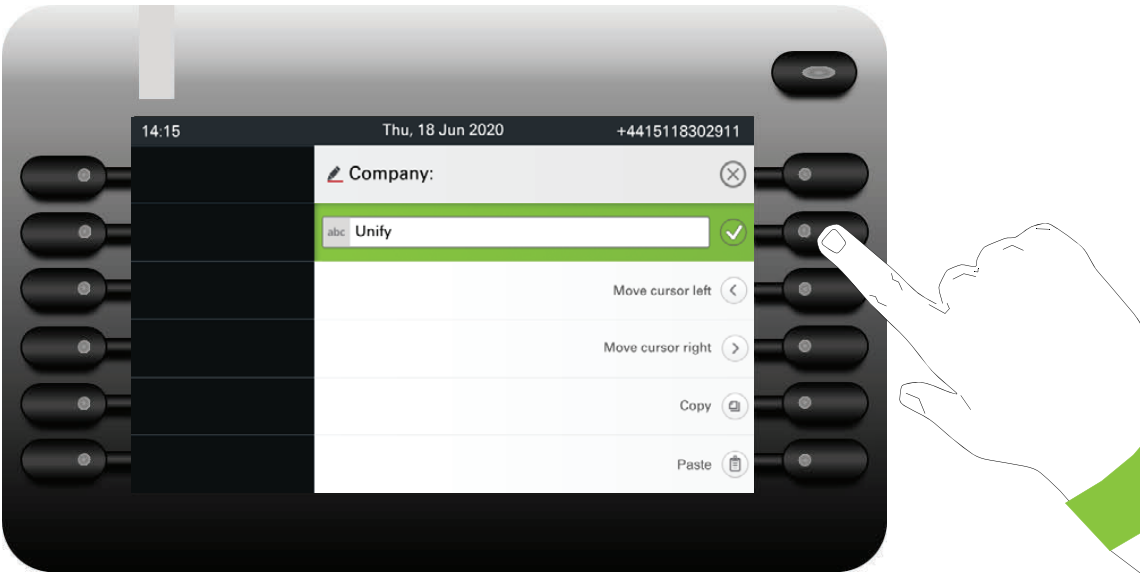 14:15 Thu, 18 Jun 2020 +4415118302911
Company:
abc Unify
Move cursor left
Move cursor right
Copy
Paste